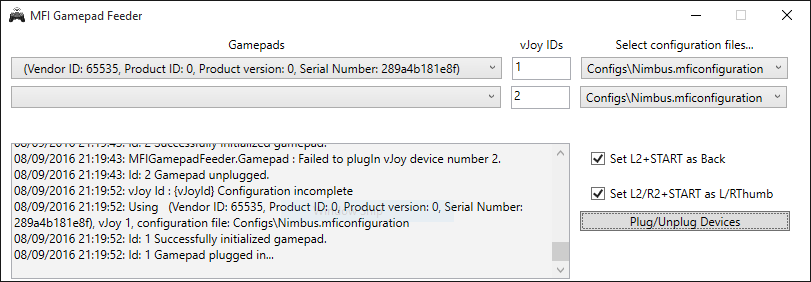 MFI Gamepad Feeder
Gamepads vJoy IDs Select configuration files...
(Vendor ID: 65535, Product ID: 0, Product version: 0, Serial Number: 289a4b181e8f) 1 Configs\Nimbus.mficonfiguration
2 Configs\Nimbus.mficonfiguration
08/09/2016 21:19:43: Id: 2 Successfully initialized gamepad.
08/09/2016 21:19:43: MFIGamepadFeeder.Gamepad : Failed to plugIn vJoy device number 2.
08/09/2016 21:19:43: Id: 2 Gamepad unplugged.
08/09/2016 21:19:52: vJoy Id : {vJoyId} Configuration incomplete
08/09/2016 21:19:52: Using (Vendor ID: 65535, Product ID: 0, Product version: 0, Serial Number:
289a4b181e8f), vJoy 1, configuration file: Configs\Nimbus.mficonfiguration
08/09/2016 21:19:52: Id: 1 Successfully initialized gamepad.
08/09/2016 21:19:52: Id: 1 Gamepad plugged in...
Set L2+START as Back
Set L2/R2+START as L/RThumb
Plug/Unplug Devices